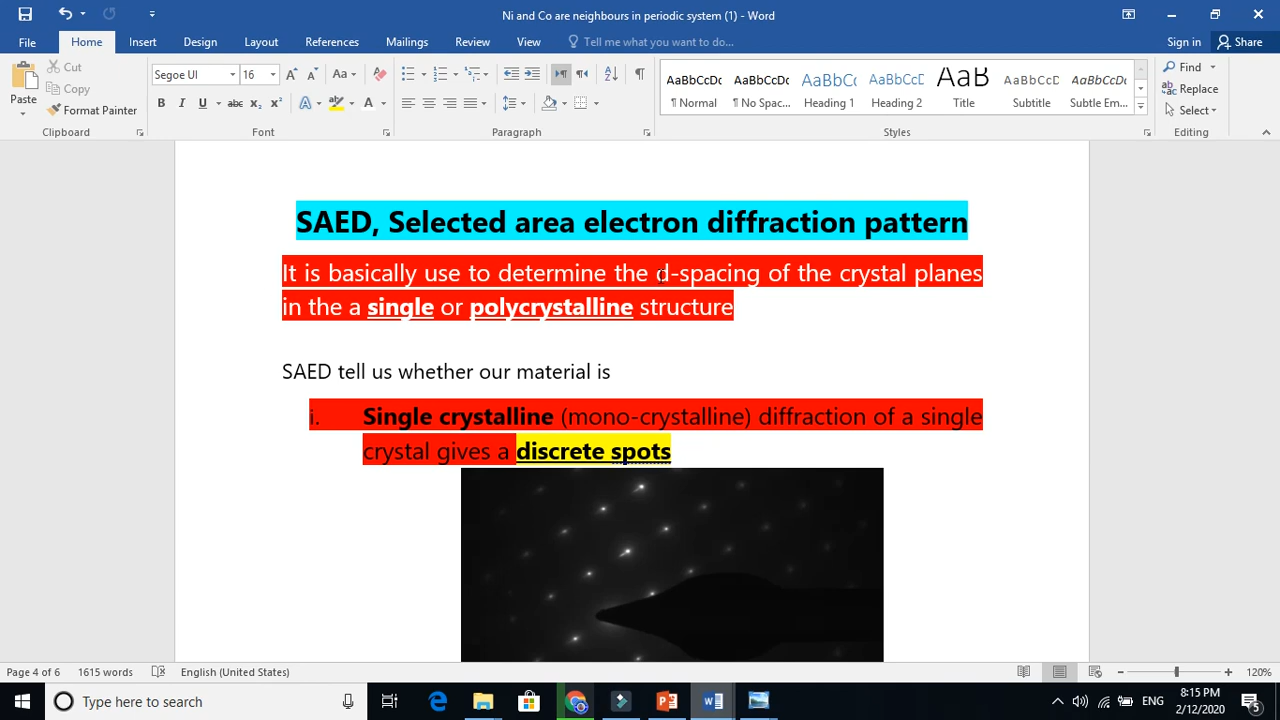 Ni and Co are neighbours in periodic system (1) - Word
File Home Insert Design Layout References Mailings Review View Tell me what you want to do... Sign in Share
Paste
Cut
Copy
Format Painter
Clipboard
Segoe UI 16
Font
Paragraph
AaBbCcDc AaBbCcDc AaBbCc AaBbCcE AaB AaBbCcD AaBbCcD
¶ Normal ¶ No Spac... Heading 1 Heading 2 Title Subtitle Subtle Em...
Styles
Find
Replace
Select
Editing
SAED, Selected area electron diffraction pattern
It is basically use to determine the d-spacing of the crystal planes
in the a single or polycrystalline structure
SAED tell us whether our material is
i. Single crystalline (mono-crystalline) diffraction of a single
crystal gives a discrete spots
Page 4 of 6 1615 words English (United States) 120%
Type here to search
ENG
8:15 PM
2/12/2020
5